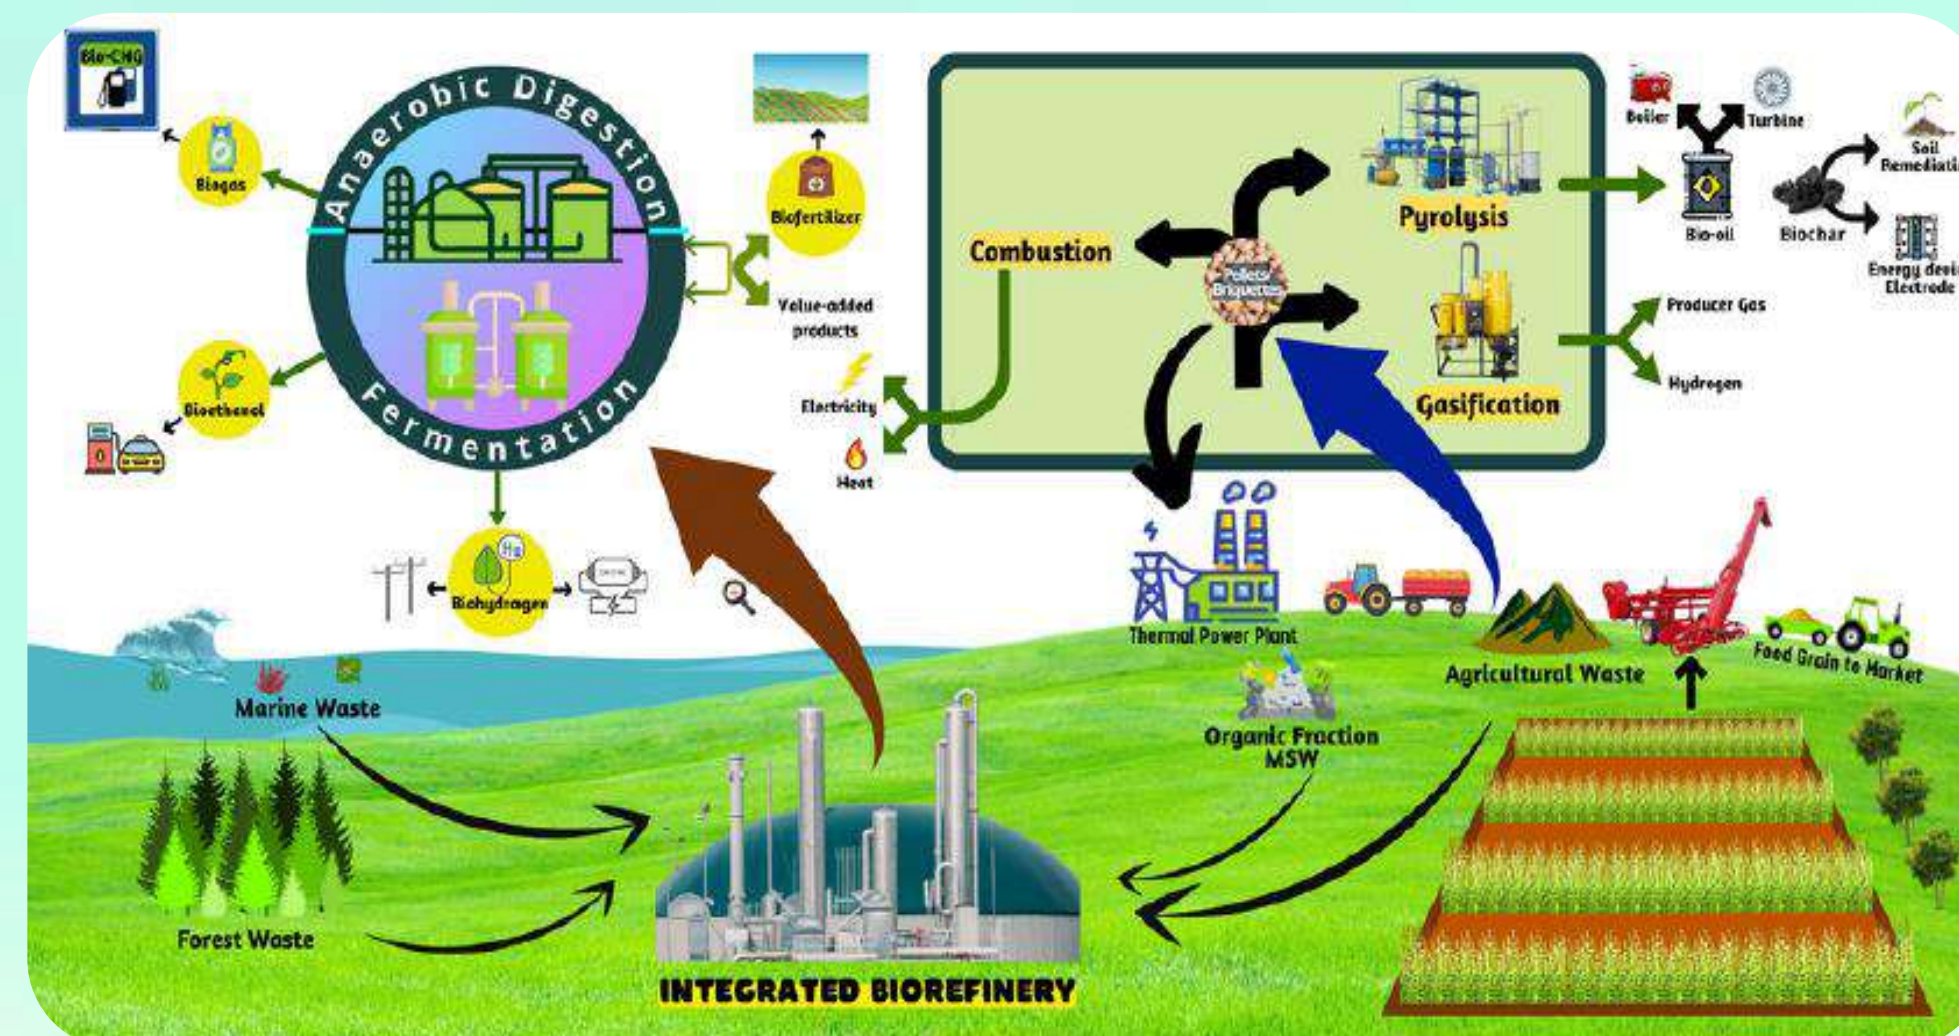 Bio-CNG
Biogas
Anaerobic Digestion
Fermentation
Biofertilizer
Value-added
products
Bioethanol
Electricity
Heat
H2
Biohydrogen
Combustion
Pellets/
Briquettes
Pyrolysis
Gasification
Boiler
Turbine
Bio-oil
Biochar
Soil
Remediati
Energy devi
Electrode
Producer Gas
Hydrogen
Thermal Power Plant
Agricultural Waste
Feed Grain to Market
Organic Fraction
MSW
Marine Waste
Forest Waste
INTEGRATED BIOREFINERY